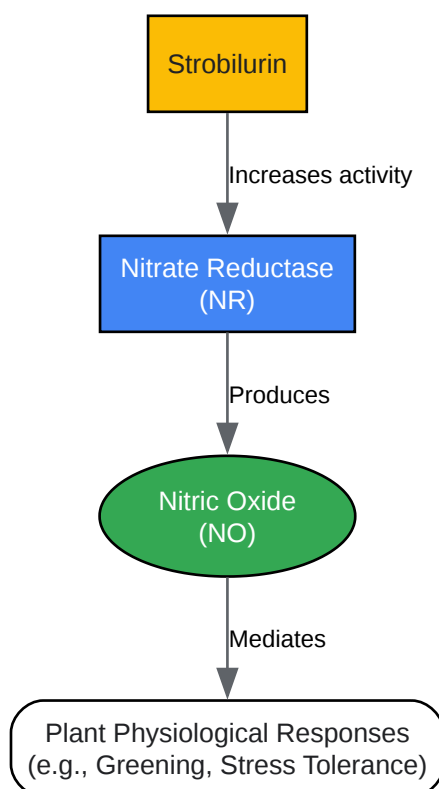 Strobilurin
Increases activity
Nitrate Reductase
(NR)
Produces
Nitric Oxide
(NO)
Mediates
Plant Physiological Responses
(e.g., Greening, Stress Tolerance)